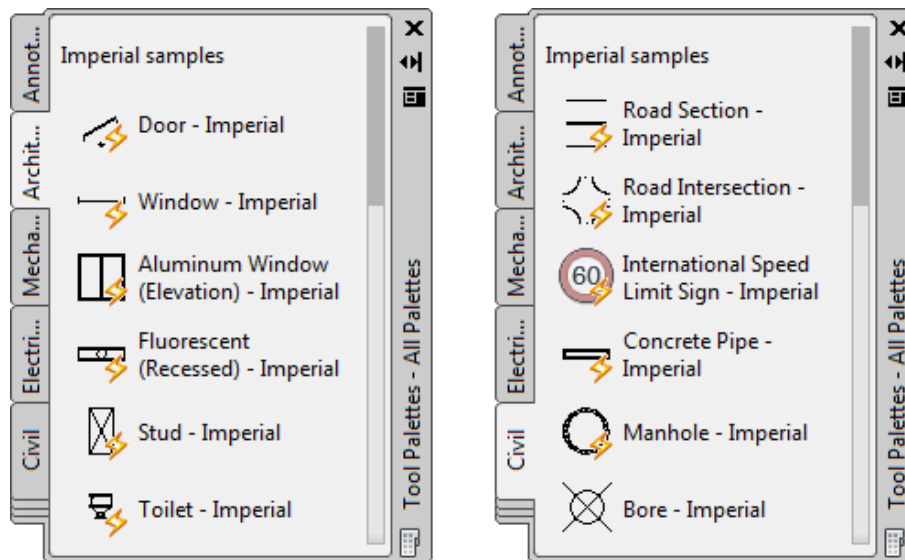 Annot...
Archit...
Mecha...
Electri...
Civil
Imperial samples
Door - Imperial
Window - Imperial
Aluminum Window
(Elevation) - Imperial
Fluorescent
(Recessed) - Imperial
Stud - Imperial
Toilet - Imperial
Tool Palettes - All Palettes
Annot...
Archit...
Mecha...
Electri...
Civil
Imperial samples
Road Section -
Imperial
Road Intersection -
Imperial
60
International Speed
Limit Sign - Imperial
Concrete Pipe -
Imperial
Manhole - Imperial
Bore - Imperial
Tool Palettes - All Palettes